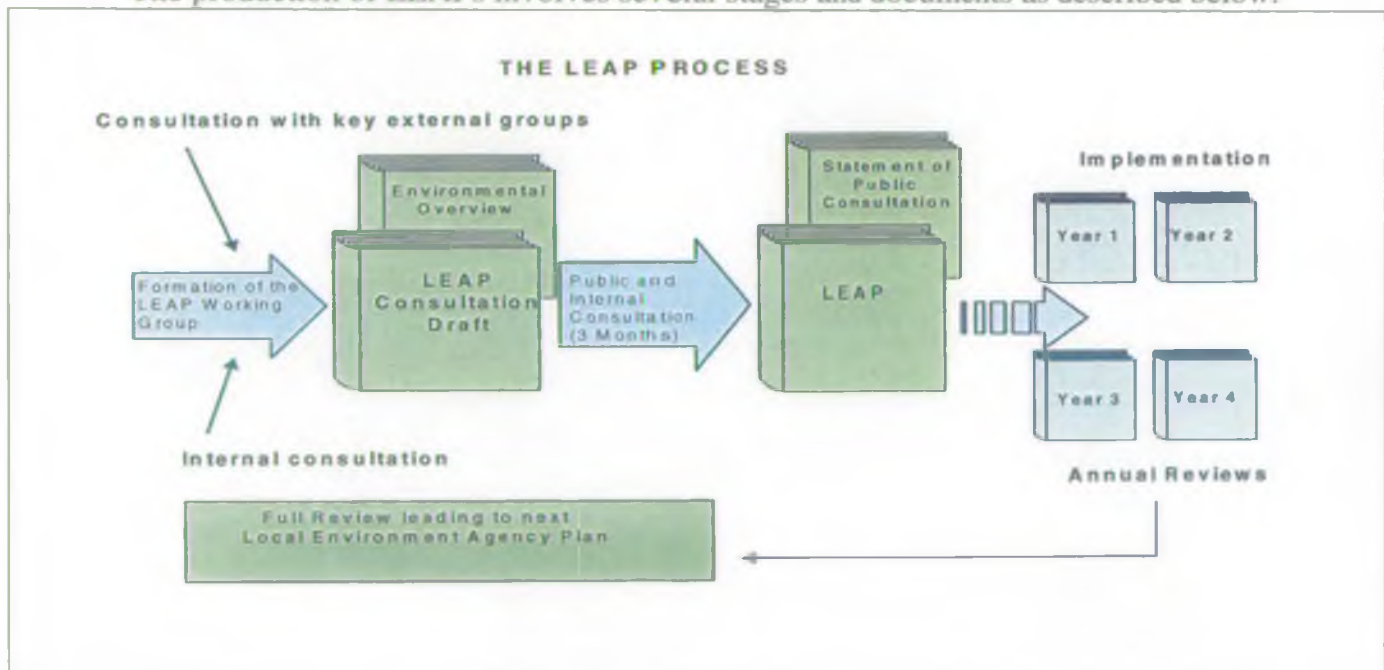 THE LEAP PROCESS
Consultation with key external groups
Formation of the
LEAP Working
Group
Internal consultation
Environmental
Overview
LEAP
Consultation
Draft
Public and
Internal
Consultation
(3 Months)
Statement of
Public
Consultation
LEAP
Implementation
Year 1
Year 2
Year 3
Year 4
Annual Reviews
Full Review leading to next
Local Environment Agency Plan